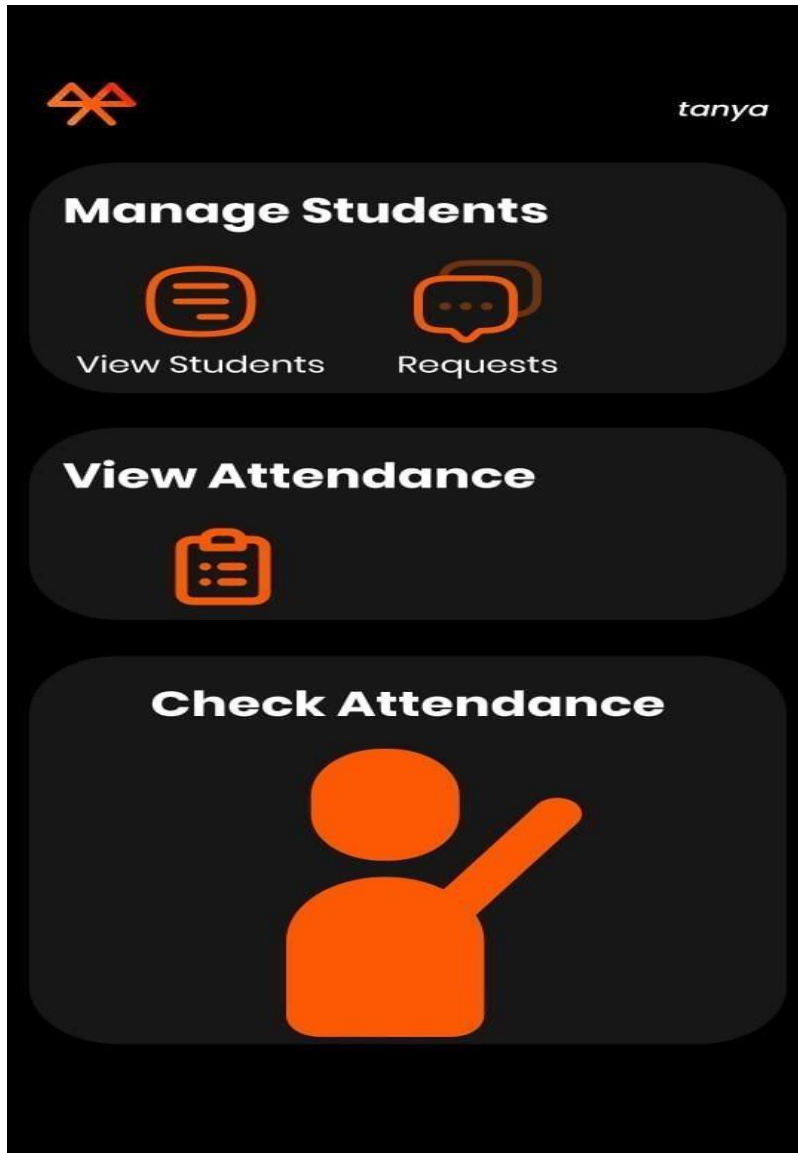 tanya
Manage Students
View Students Requests
View Attendance
Check Attendance